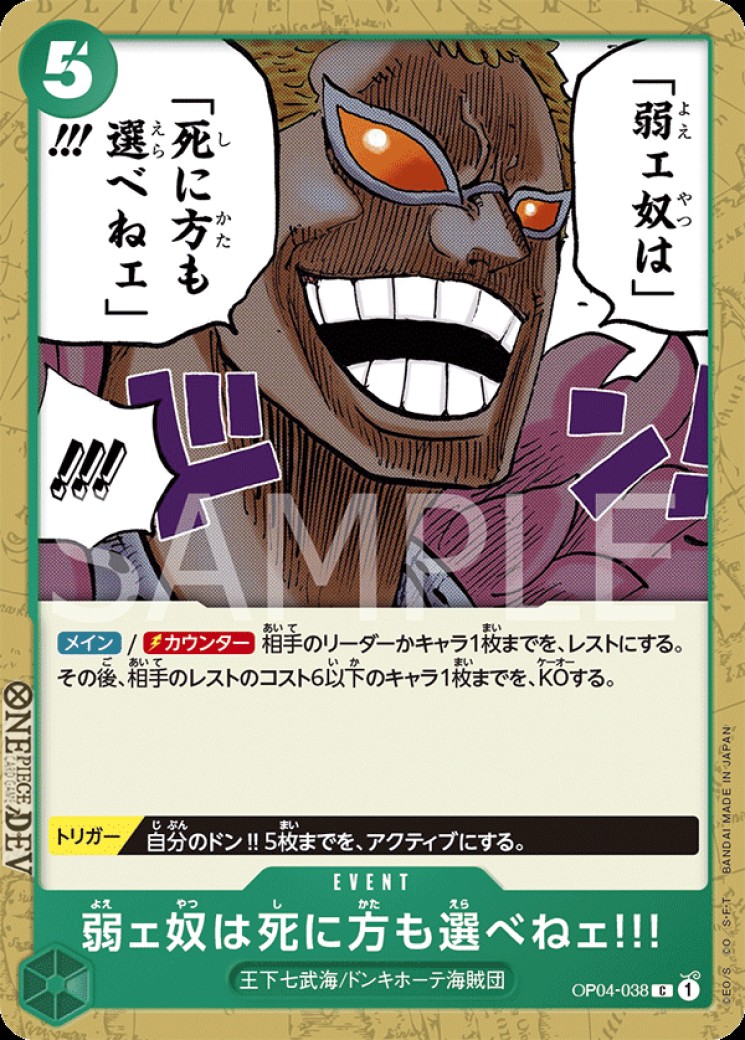 5
「弱ェ奴は」
「死に方も
選べねェ」
!!!
!!!!
ドン!!
SAMPLE
メイン / カウンター 相手のリーダーかキャラ1枚までを、レストにする。
その後、相手のレストのコスト6以下のキャラ1枚までを、KOする。
トリガー 自分のドン!!5枚までを、アクティブにする。
EVENT
弱ェ奴は死に方も選べねェ!!!
王下七武海/ドンキホーテ海賊団
OP04-038 C 1
ONE PIECE
CARD GAME
DEV
©EO/S. ©O S・F・T BANDAI MADE IN JAPAN